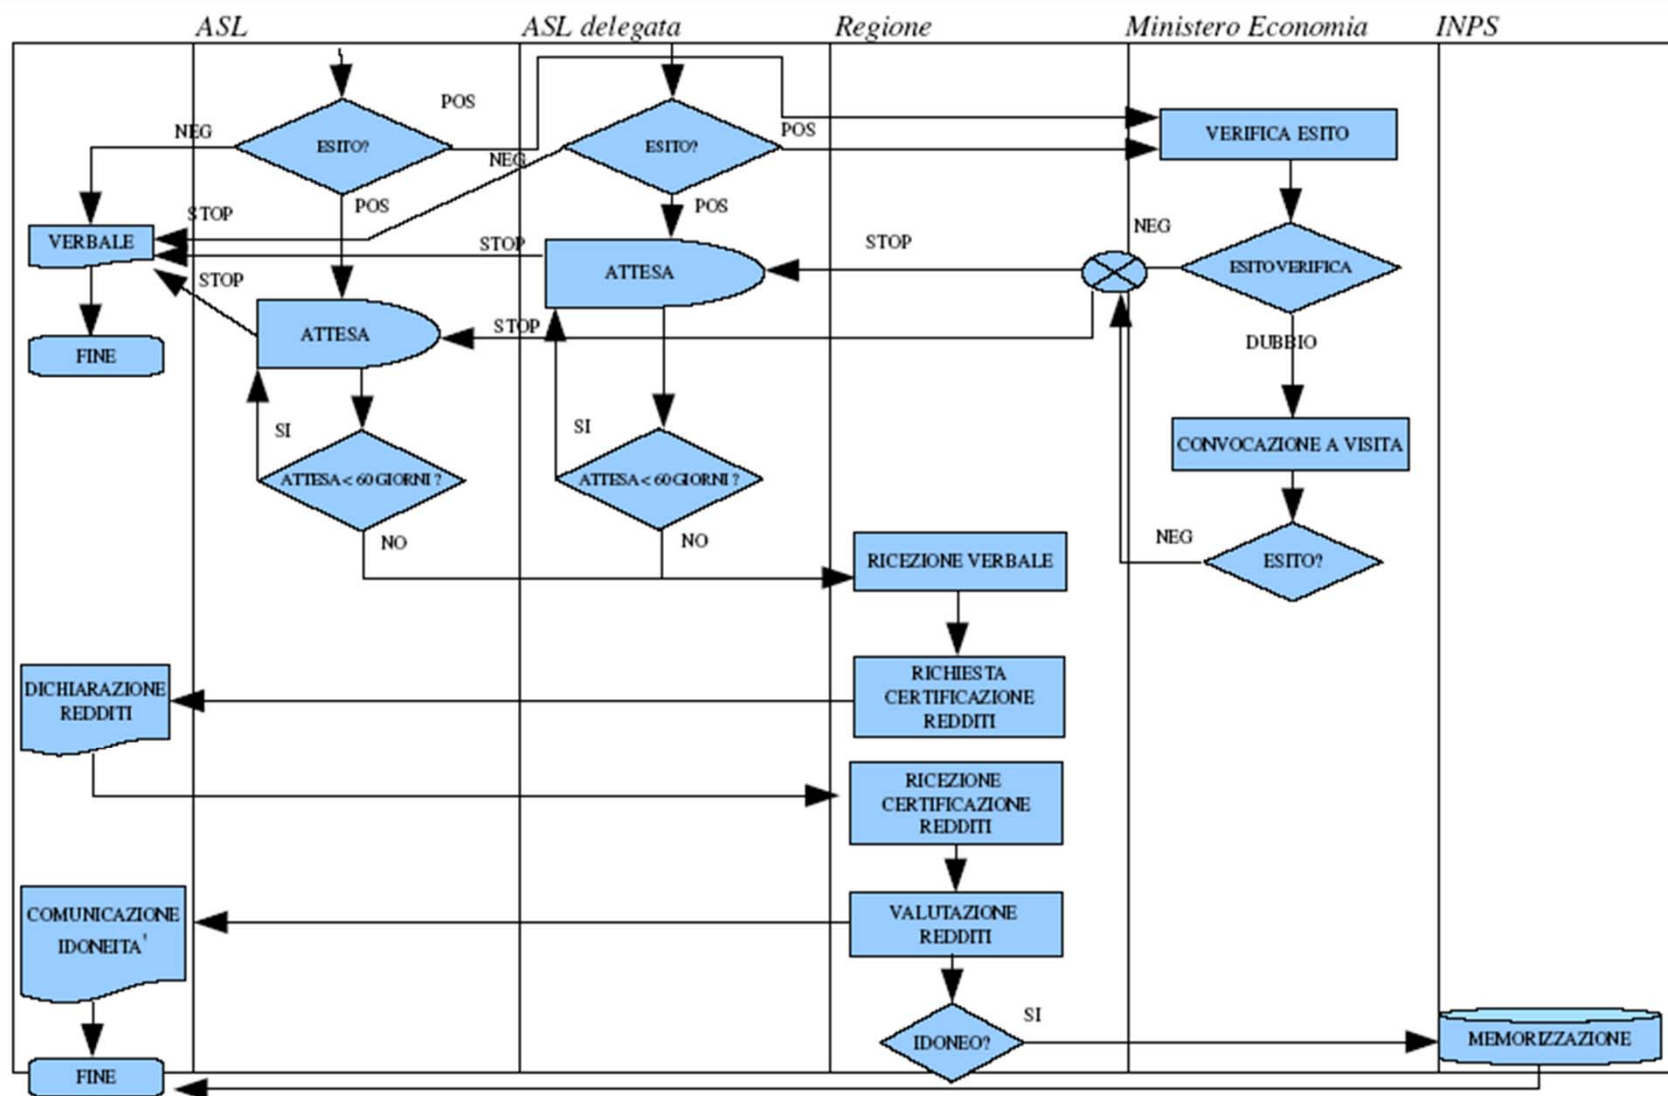 ASL
ASL delegata
Regione
Ministero Economia
INPS
POS
NEG
ESITO?
NEG
ESITO?
POS
VERIFICA ESITO
POS
POS
STOP
VERBALE
STOP
STOP
NEG
ATTESA
ESITO VERIFICA
STOP
ATTESA
STOP
DUBBIO
FINE
SI
SI
CONVOCAZIONE A VISITA
ATTESA < 60 GIORNI ?
ATTESA < 60 GIORNI ?
NO
NO
NEG
RICEZIONE VERBALE
ESITO?
DICHIARAZIONE
REDDITI
RICHIESTA
CERTIFICAZIONE
REDDITI
RICEZIONE
CERTIFICAZIONE
REDDITI
COMUNICAZIONE
IDONEITA'
VALUTAZIONE
REDDITI
SI
IDONEO?
MEMORIZZAZIONE
FINE